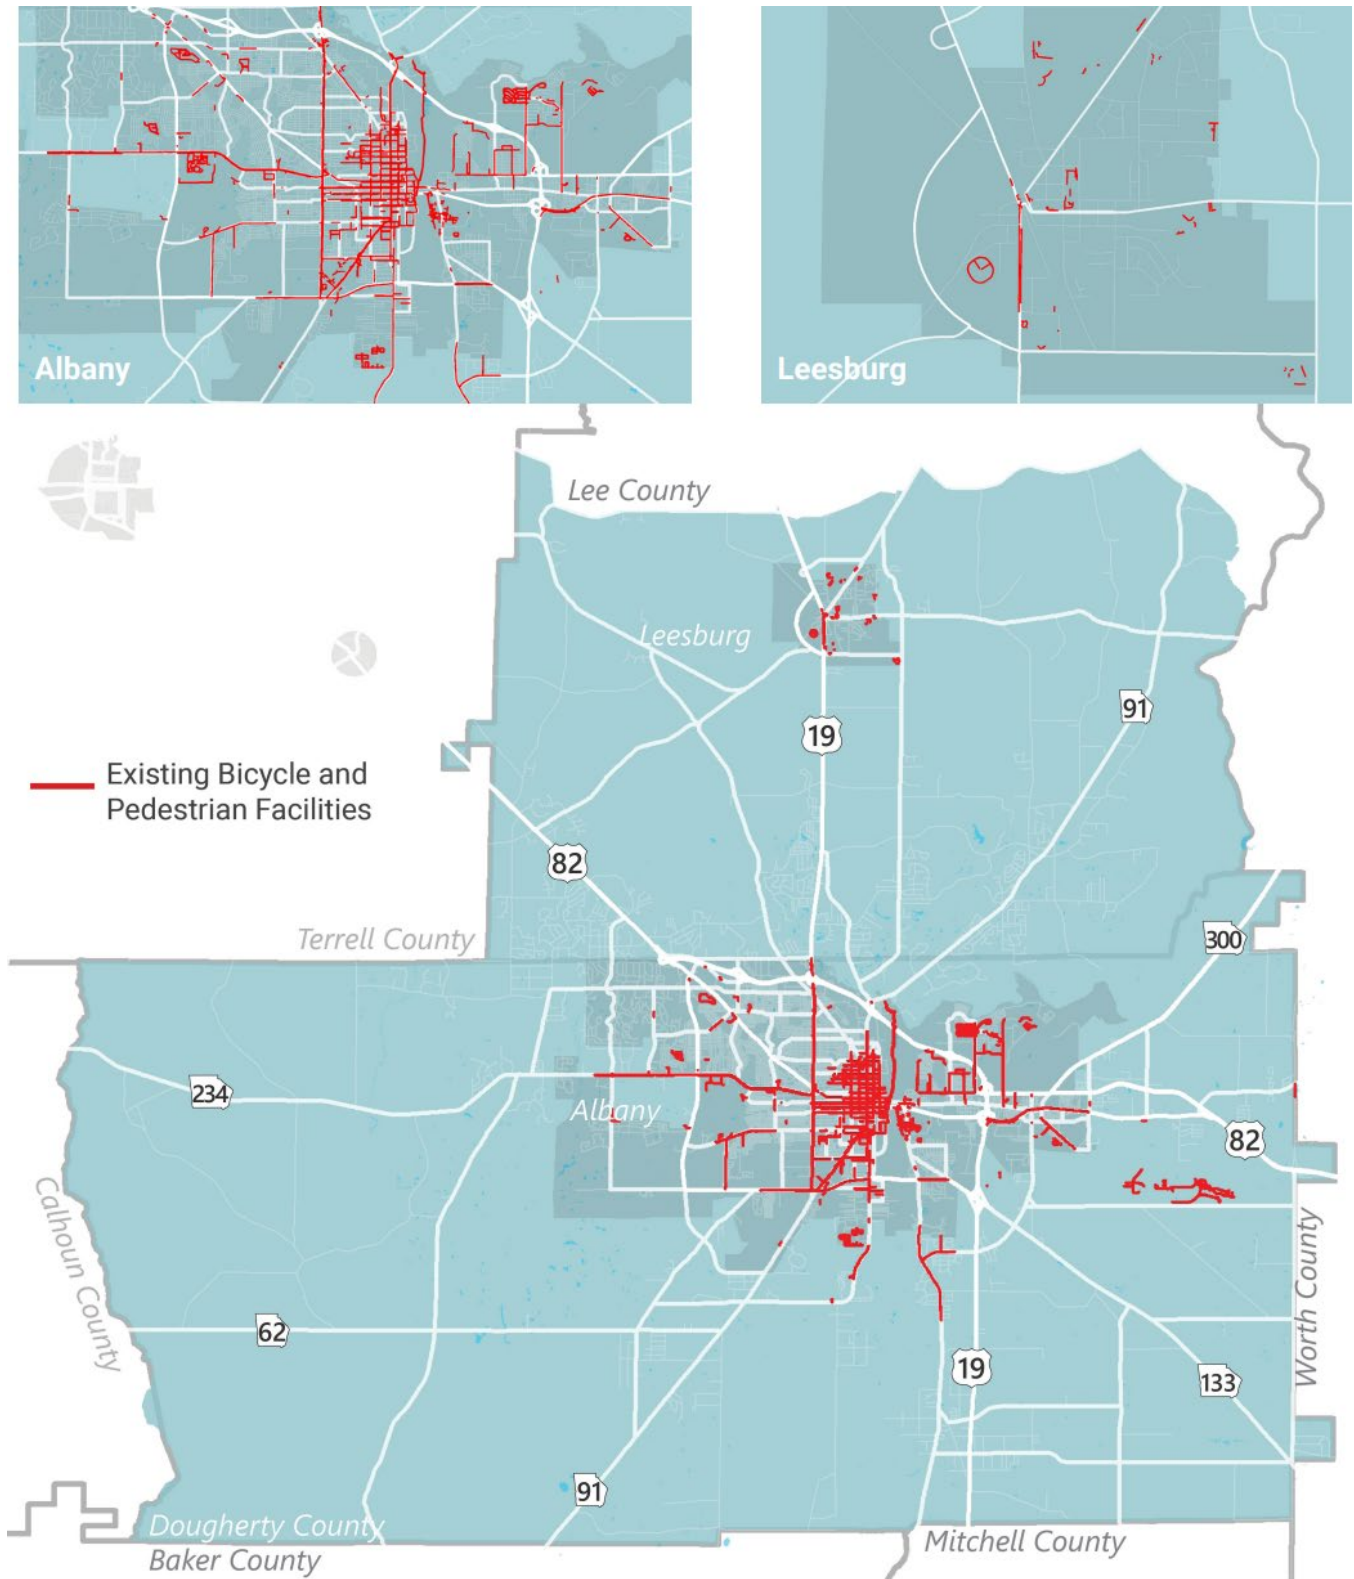 Albany
Leesburg
Lee County
Leesburg
91
19
Existing Bicycle and
Pedestrian Facilities
82
300
Terrell County
234
Albany
82
Calhoun County
62
Worth County
19
133
91
Dougherty County
Baker County
Mitchell County